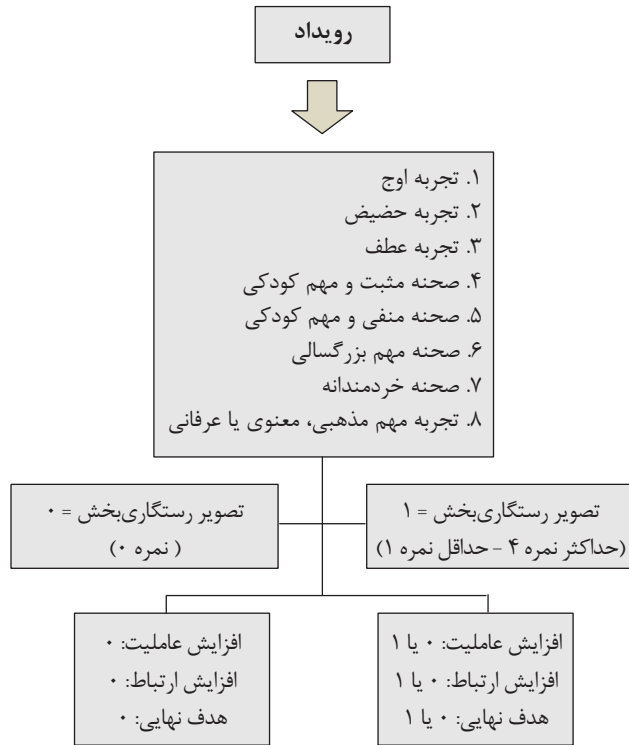 رویداد
۱. تجربه اوج
۲. تجربه حضیض
۳. تجربه عطف
۴. صحنه مثبت و مهم کودکی
۵. صحنه منفی و مهم کودکی
۶. صحنه مهم بزرگسالی
۷. صحنه خردمندانه
۸. تجربه مهم مذهبی، معنوی یا عرفانی
تصویر رستگاری‌بخش = ۱
(حداکثر نمره ۴ - حداقل نمره ۱)
تصویر رستگاری‌بخش = ۰
( نمره ۰)
افزایش عاملیت: ۰ یا ۱
افزایش ارتباط: ۰ یا ۱
هدف نهایی: ۰ یا ۱
افزایش عاملیت: ۰
افزایش ارتباط: ۰
هدف نهایی: ۰